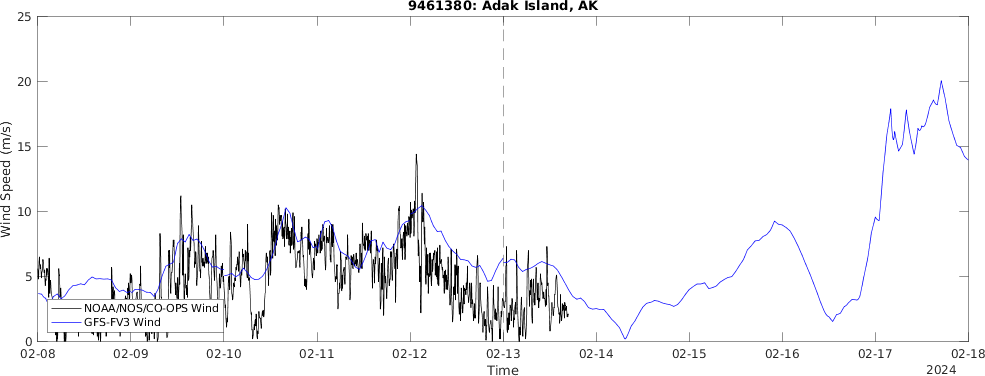 9461380: Adak Island, AK
25
20
15
10
5
0
Wind Speed (m/s)
NOAA/NOS/CO-OPS Wind
GFS-FV3 Wind
02-08 02-09 02-10 02-11 02-12 02-13 02-14 02-15 02-16 02-17 02-18
Time
2024